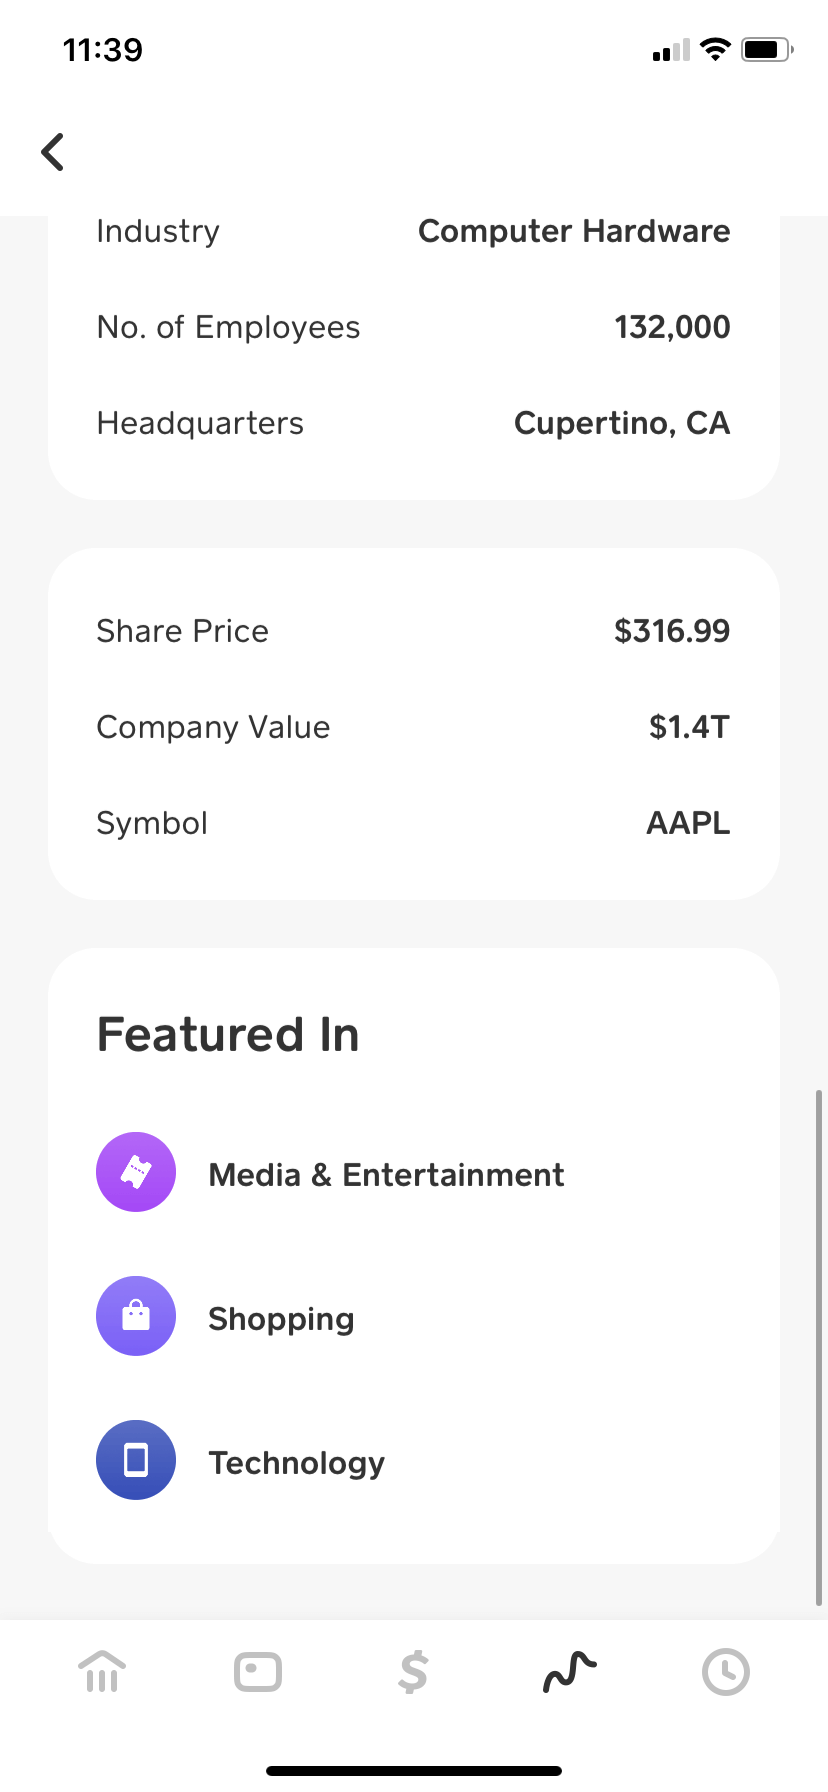 11:39
Industry Computer Hardware
No. of Employees 132,000
Headquarters Cupertino, CA
Share Price $316.99
Company Value $1.4T
Symbol AAPL
Featured In
Media & Entertainment
Shopping
Technology
$